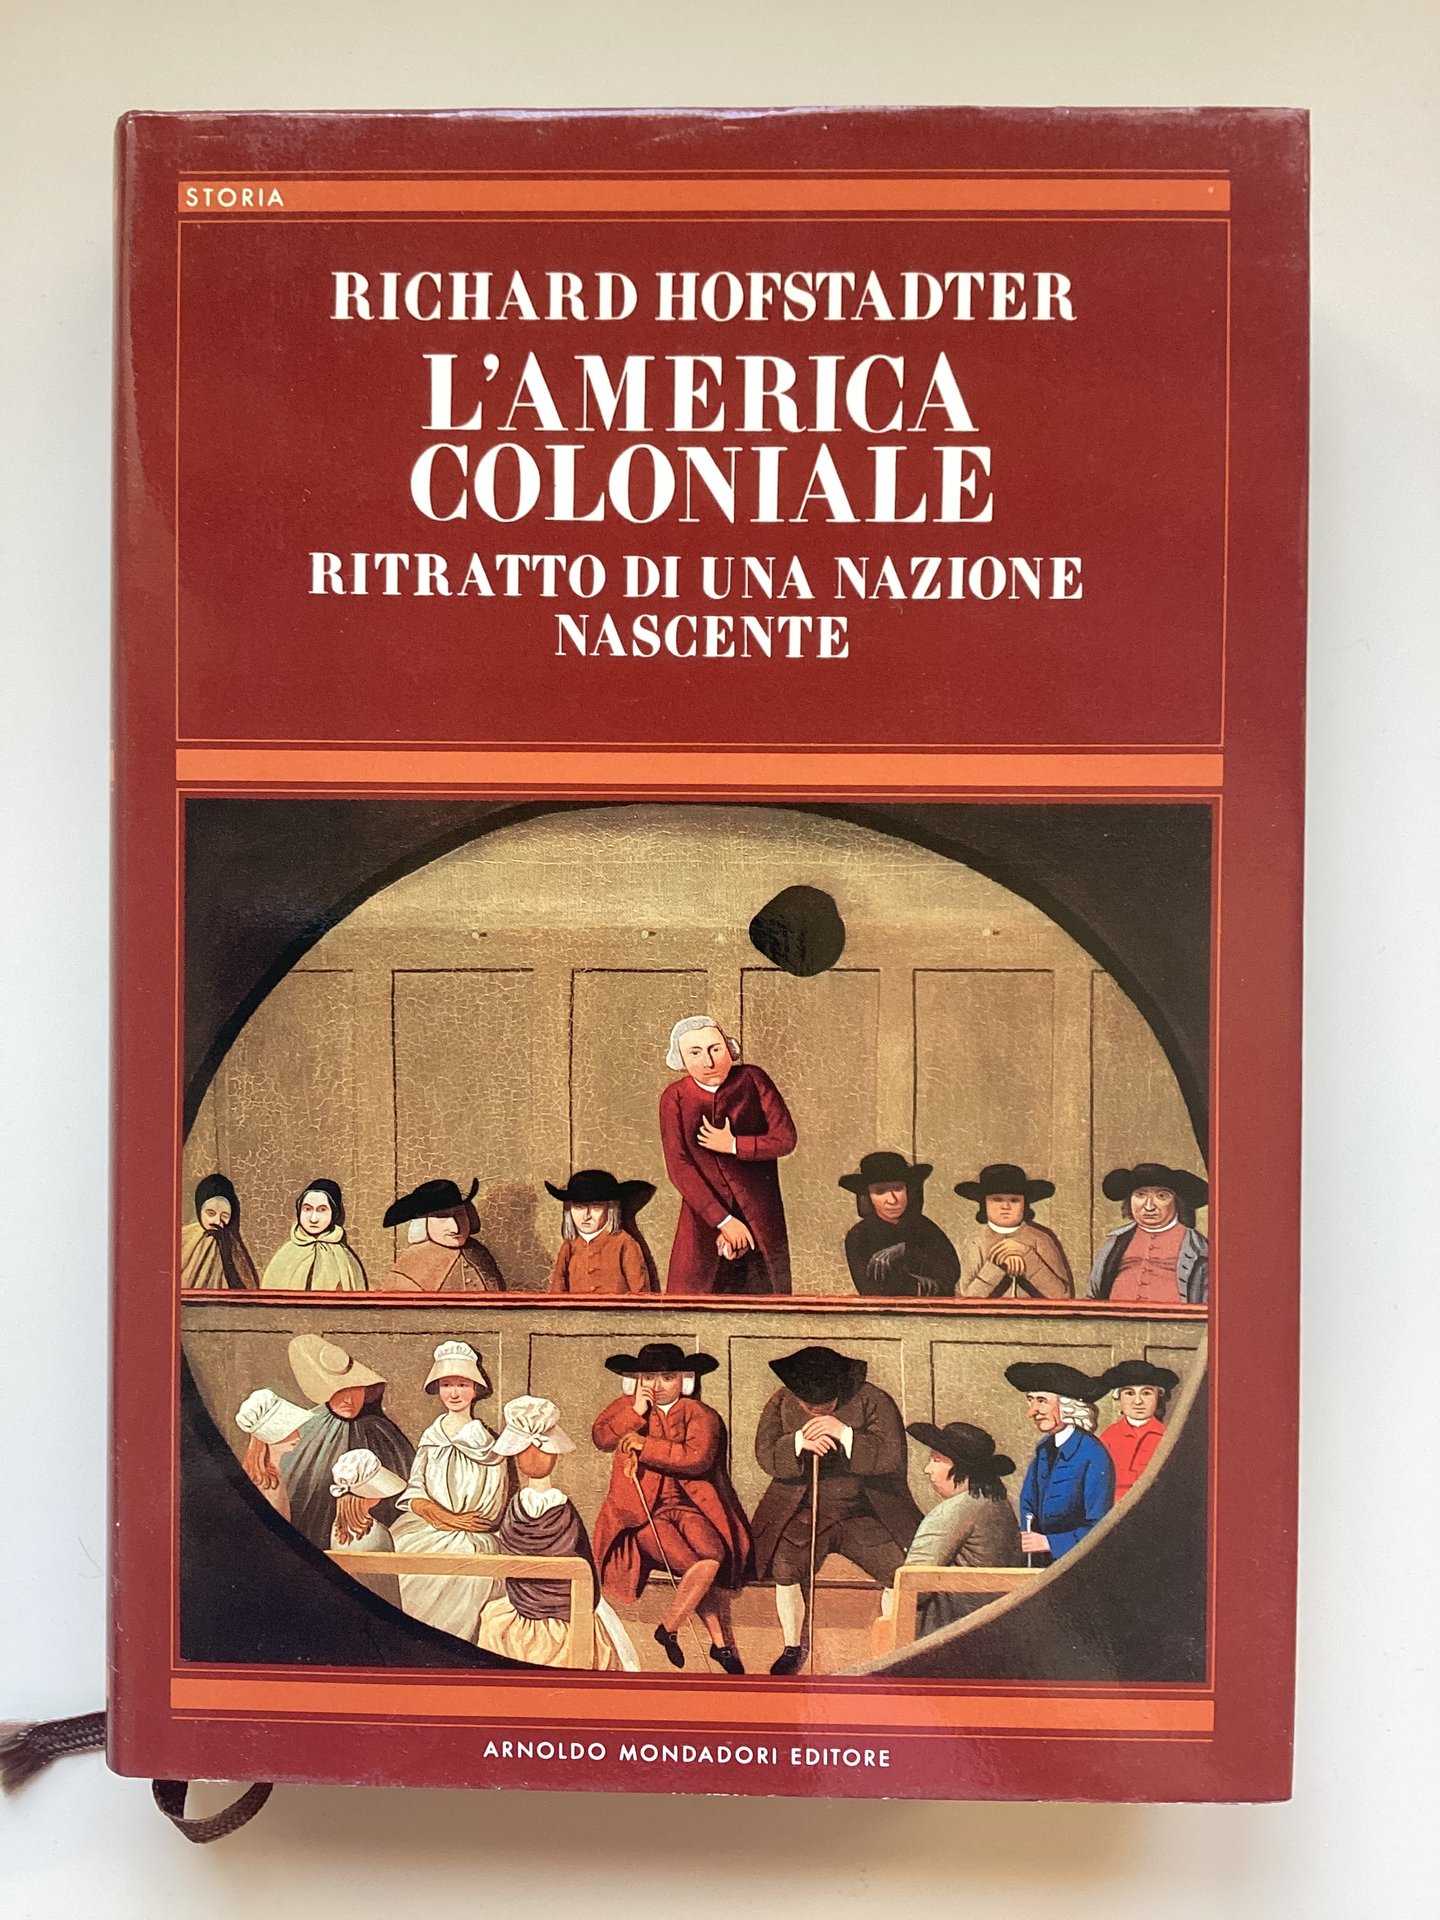 STORIA
RICHARD HOFSTADTER
L'AMERICA
COLONIALE
RITRATTO DI UNA NAZIONE
NASCENTE
ARNOLDO MONDADORI EDITORE